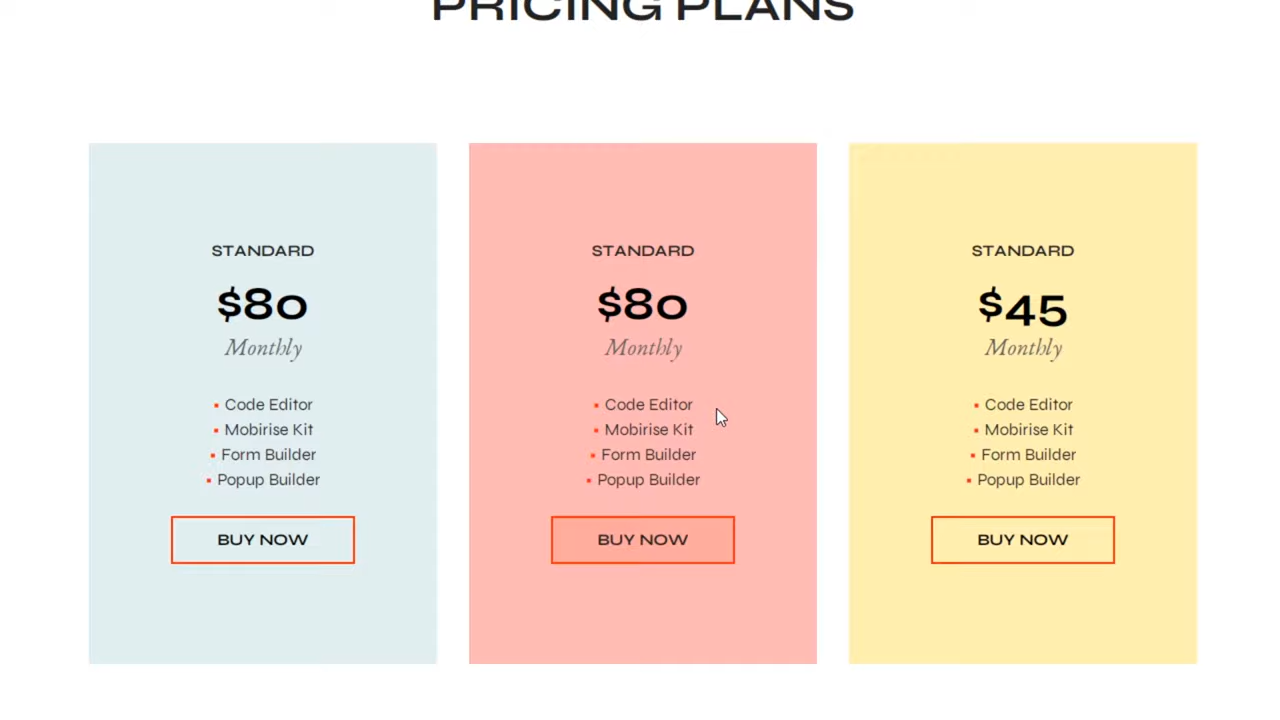 PRICING PLANS
STANDARD
$80
Monthly
Code Editor
Mobirise Kit
Form Builder
Popup Builder
BUY NOW
STANDARD
$80
Monthly
Code Editor
Mobirise Kit
Form Builder
Popup Builder
BUY NOW
STANDARD
$45
Monthly
Code Editor
Mobirise Kit
Form Builder
Popup Builder
BUY NOW